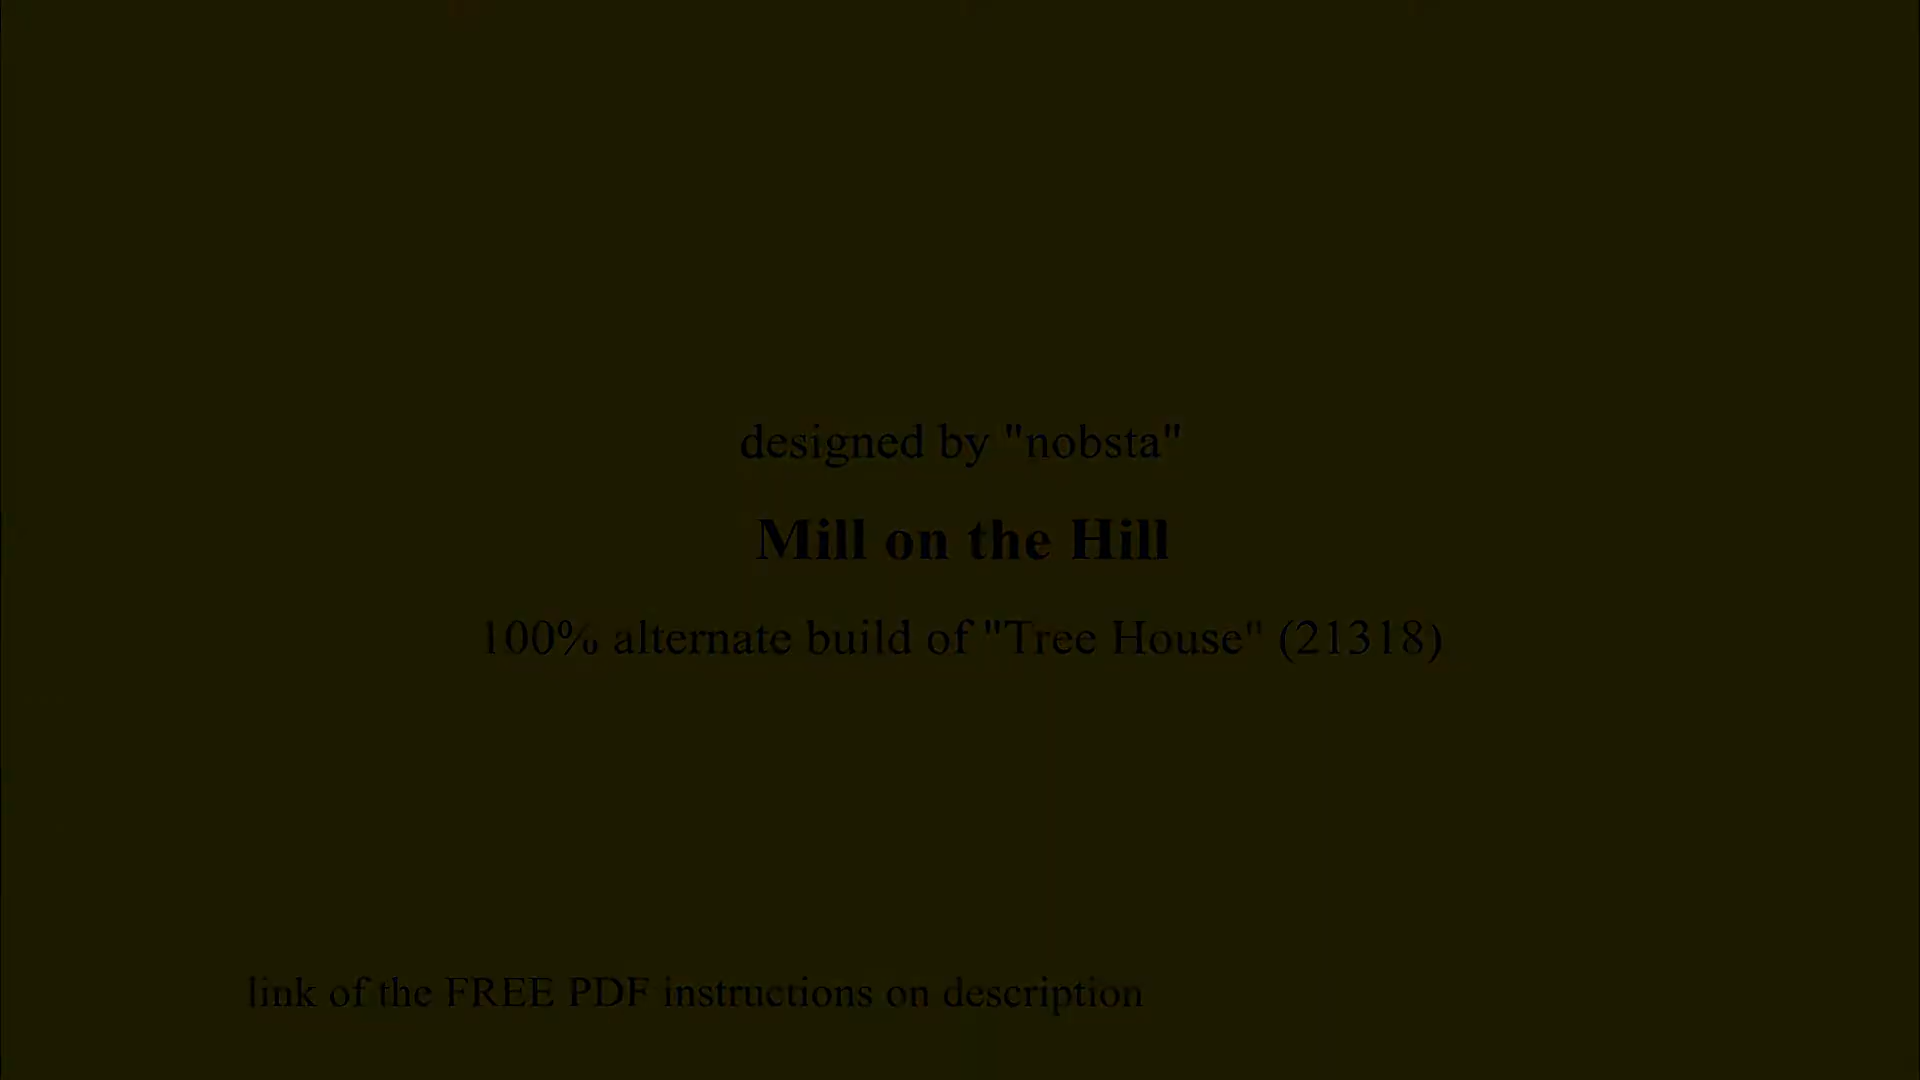 designed by "nobsta"
Mill on the Hill
100% alternate build of "Tree House" (21318)
link of the FREE PDF instructions on description